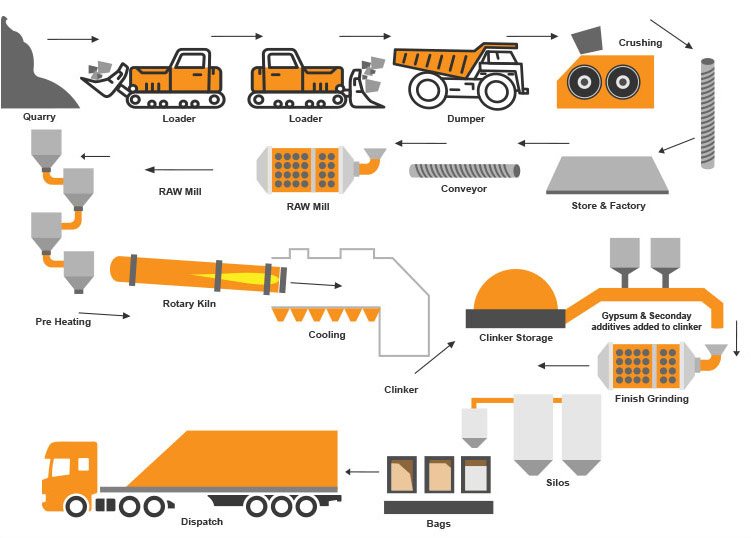 Crushing
Quarry
Loader
Loader
Dumper
RAW Mill
RAW Mill
Conveyor
Store & Factory
Pre Heating
Rotary Kiln
Cooling
Clinker
Clinker Storage
Gypsum & Seconday
additives added to clinker
Finish Grinding
Silos
Bags
Dispatch